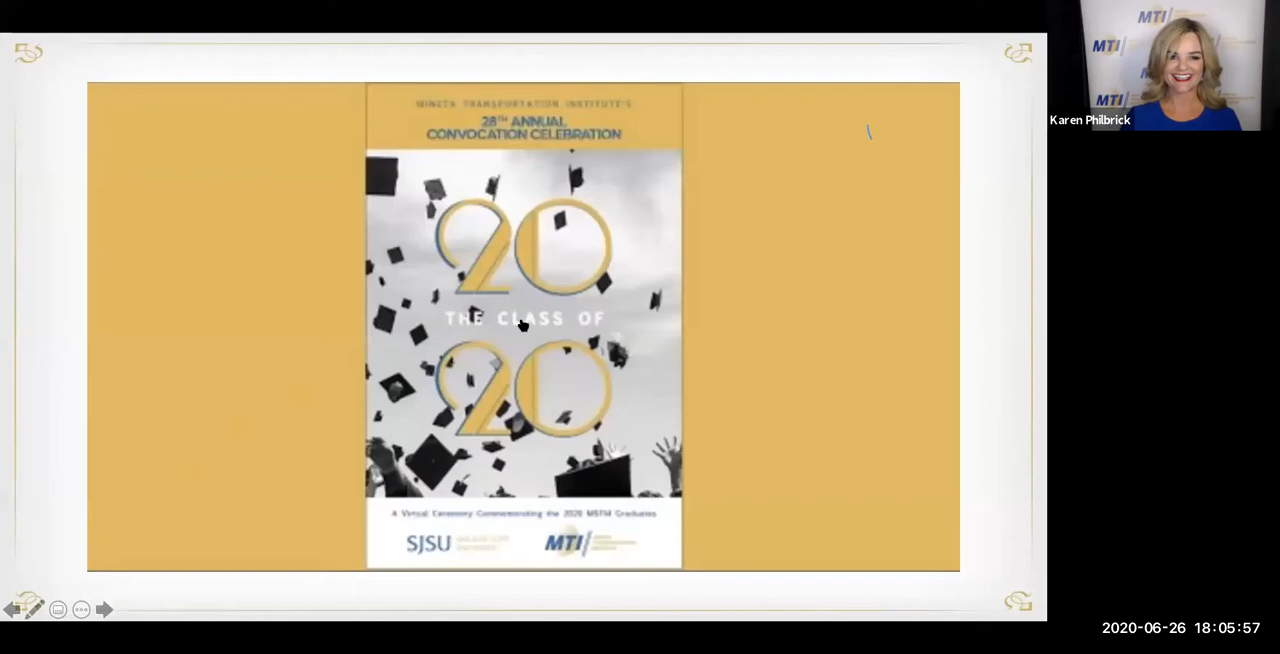 MINETA TRANSPORTATION INSTITUTE'S
28TH ANNUAL
CONVOCATION CELEBRATION
20
THE CLASS OF
20
A Virtual Ceremony Commemorating the 2020 MSTM Graduates
SJSU
MTI
MTI
MTI
MTI
Karen Philbrick
2020-06-26 18:05:57